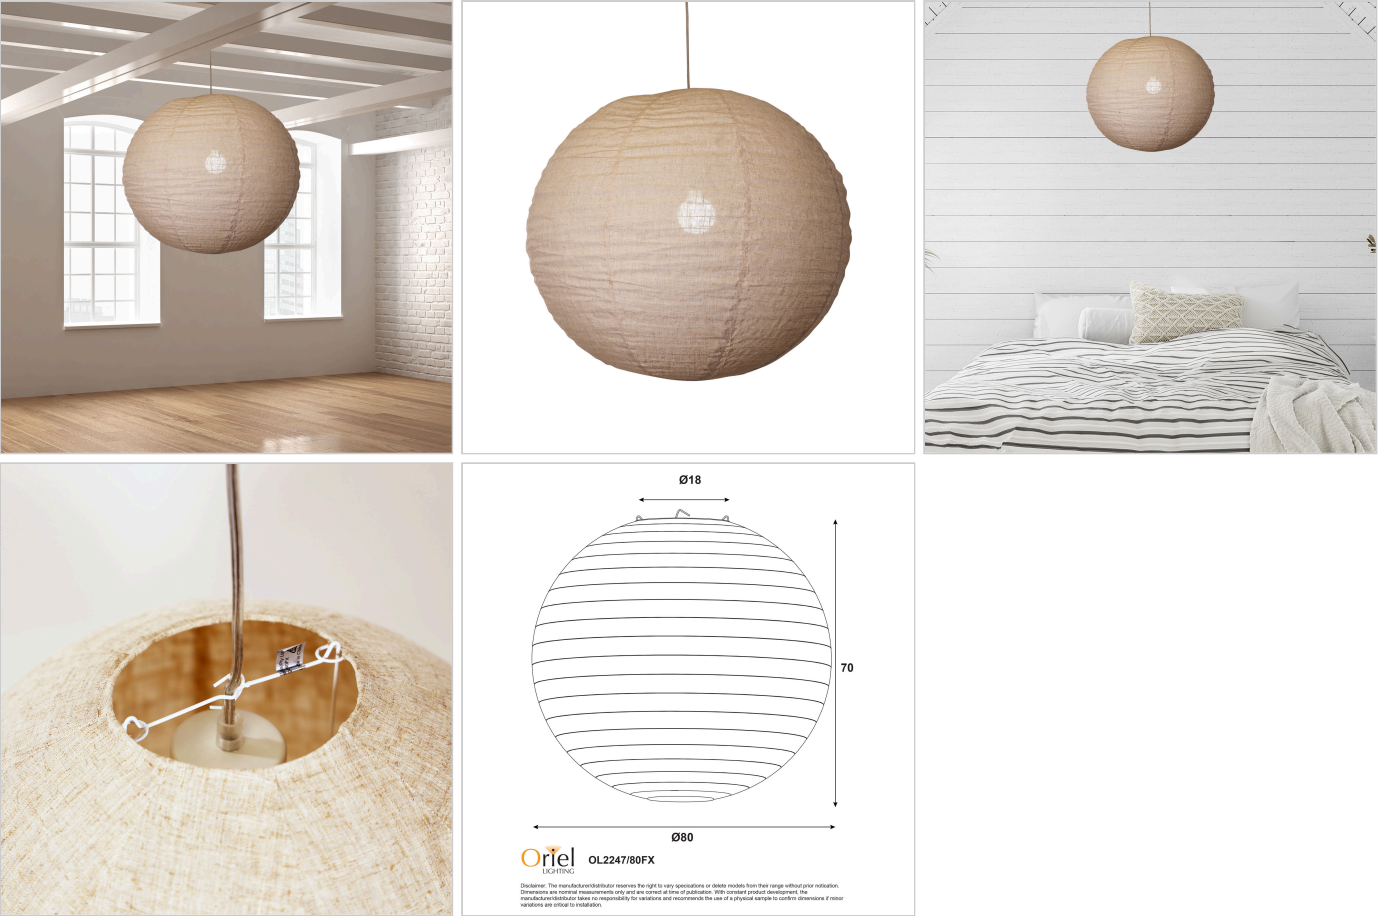 Ø18
70
Ø80
Oriel
LIGHTING
OL2247/80FX
Disclaimer: The manufacturer/distributor reserves the right to vary specications or delete models from their range without prior notication.
Dimensions are nominal measurements only and are correct at time of publication. With constant product development, the
manufacturer/distributor takes no responsibility for variations and recommends the use of a physical sample to confirm dimensions if minor
variations are critical to installation.